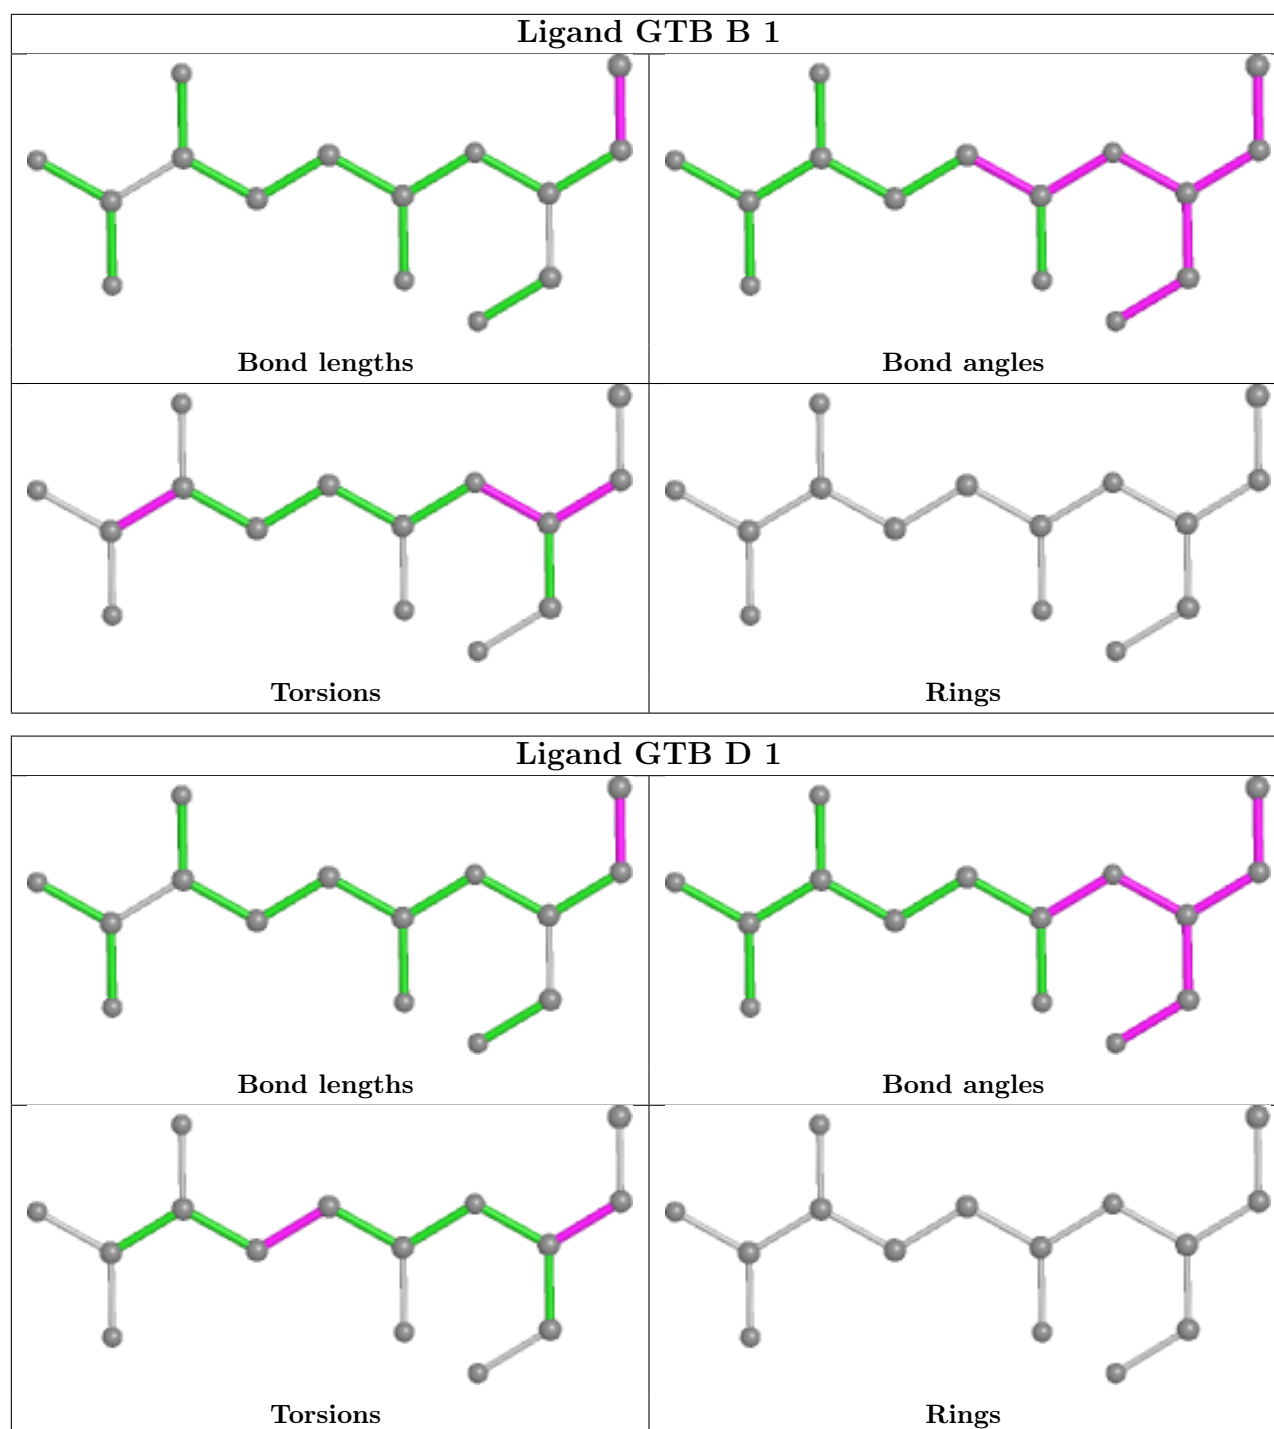 Ligand GTB B 1
Bond lengths Bond angles
Torsions Rings
Ligand GTB D 1
Bond lengths Bond angles
Torsions Rings